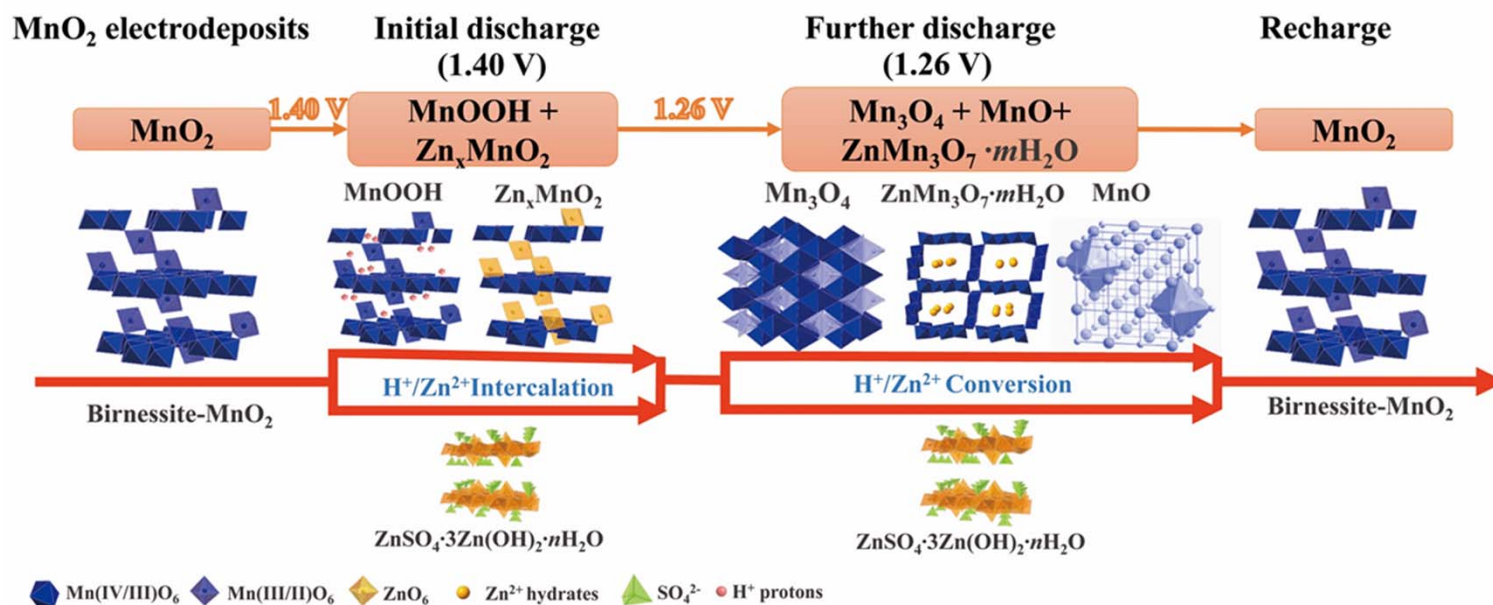 MnO₂ electrodeposits
Initial discharge
(1.40 V)
Further discharge
(1.26 V)
Recharge
MnO₂
1.40 V
MnOOH +
ZnₓMnO₂
1.26 V
Mn₃O₄ + MnO+
ZnMn₃O₇ ·mH₂O
MnO₂
MnOOH
ZnₓMnO₂
Mn₃O₄
ZnMn₃O₇·mH₂O
MnO
H⁺/Zn²⁺Intercalation
H⁺/Zn²⁺ Conversion
Birnessite-MnO₂
Birnessite-MnO₂
ZnSO₄·3Zn(OH)₂·nH₂O
ZnSO₄·3Zn(OH)₂·nH₂O
Mn(IV/III)O₆
Mn(III/II)O₆
ZnO₆
Zn²⁺ hydrates
SO₄²⁻
H⁺ protons